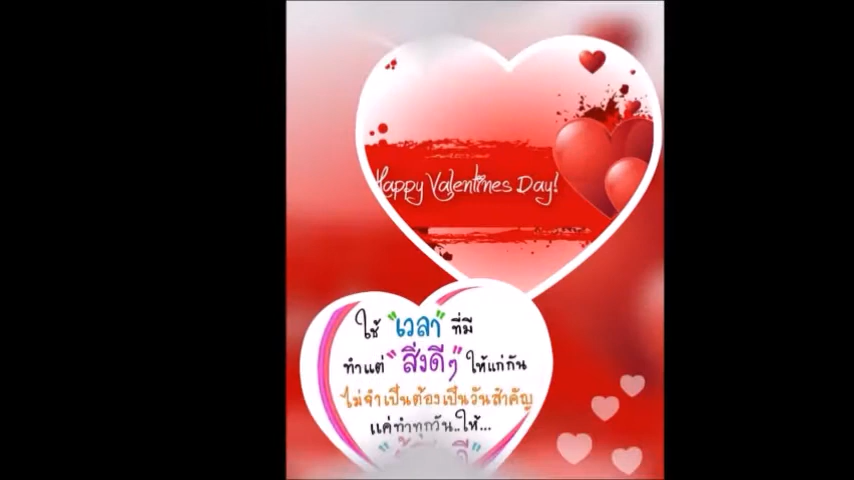 Happy Valentines Day!
ใช้ "เวลา" ที่มี
ทำแต่ "สิ่งดีๆ" ให้แก่กัน
ไม่จำเป็นต้องเป็นวันสำคัญ
แค่ทำทุกวัน..ให้...